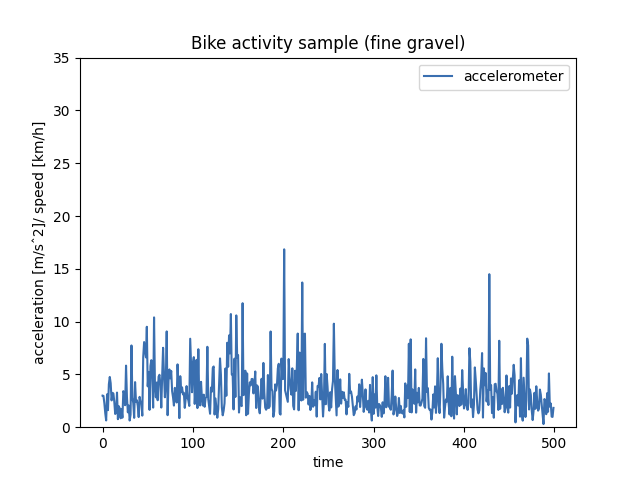 Bike activity sample (fine gravel)
accelerometer
35
30
25
20
15
10
5
0
acceleration [m/s^2]/ speed [km/h]
0 100 200 300 400 500
time